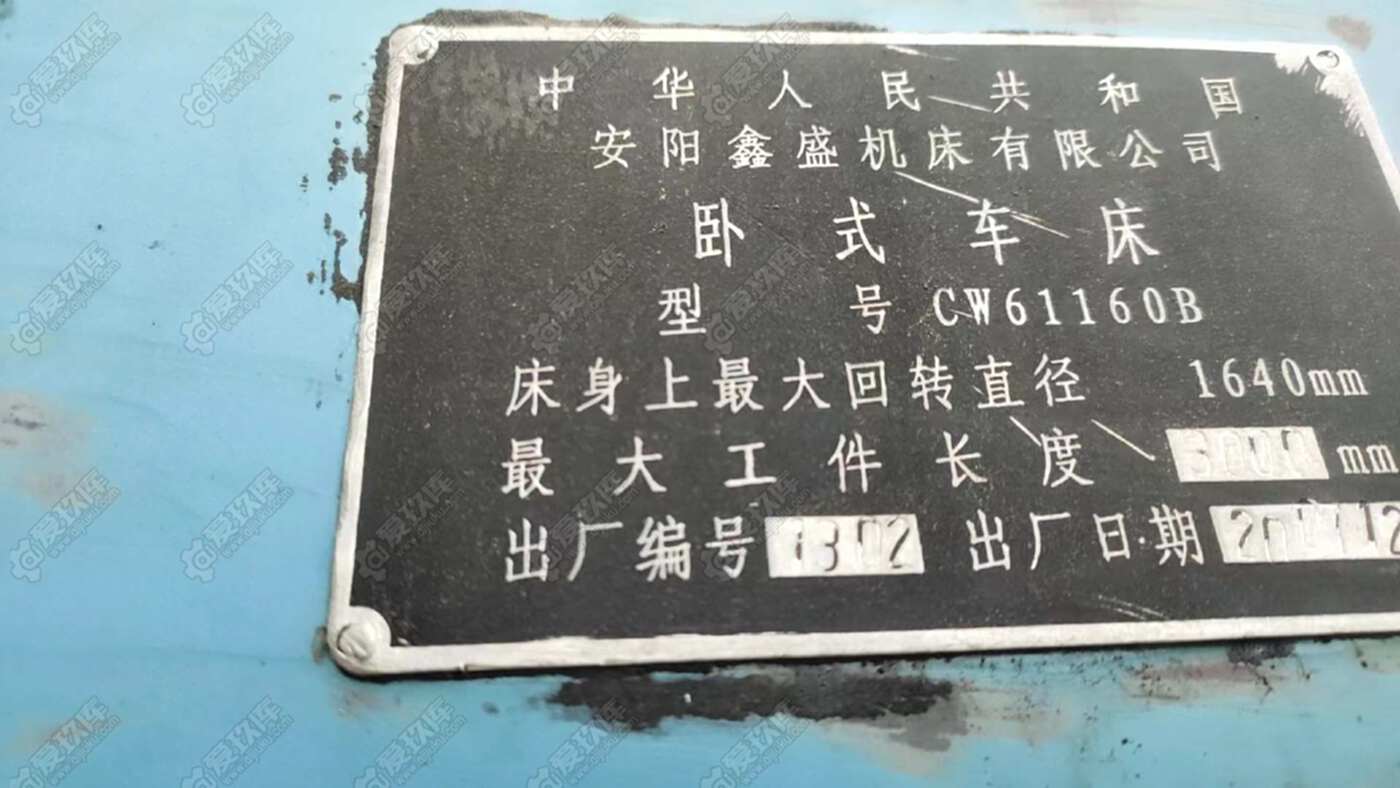 中华人民共和国
安阳鑫盛机床有限公司
卧式车床
型 号 CW61160B
床身上最大回转直径 1640mm
最大工件长度 mm
出厂编号 1302 出厂日期